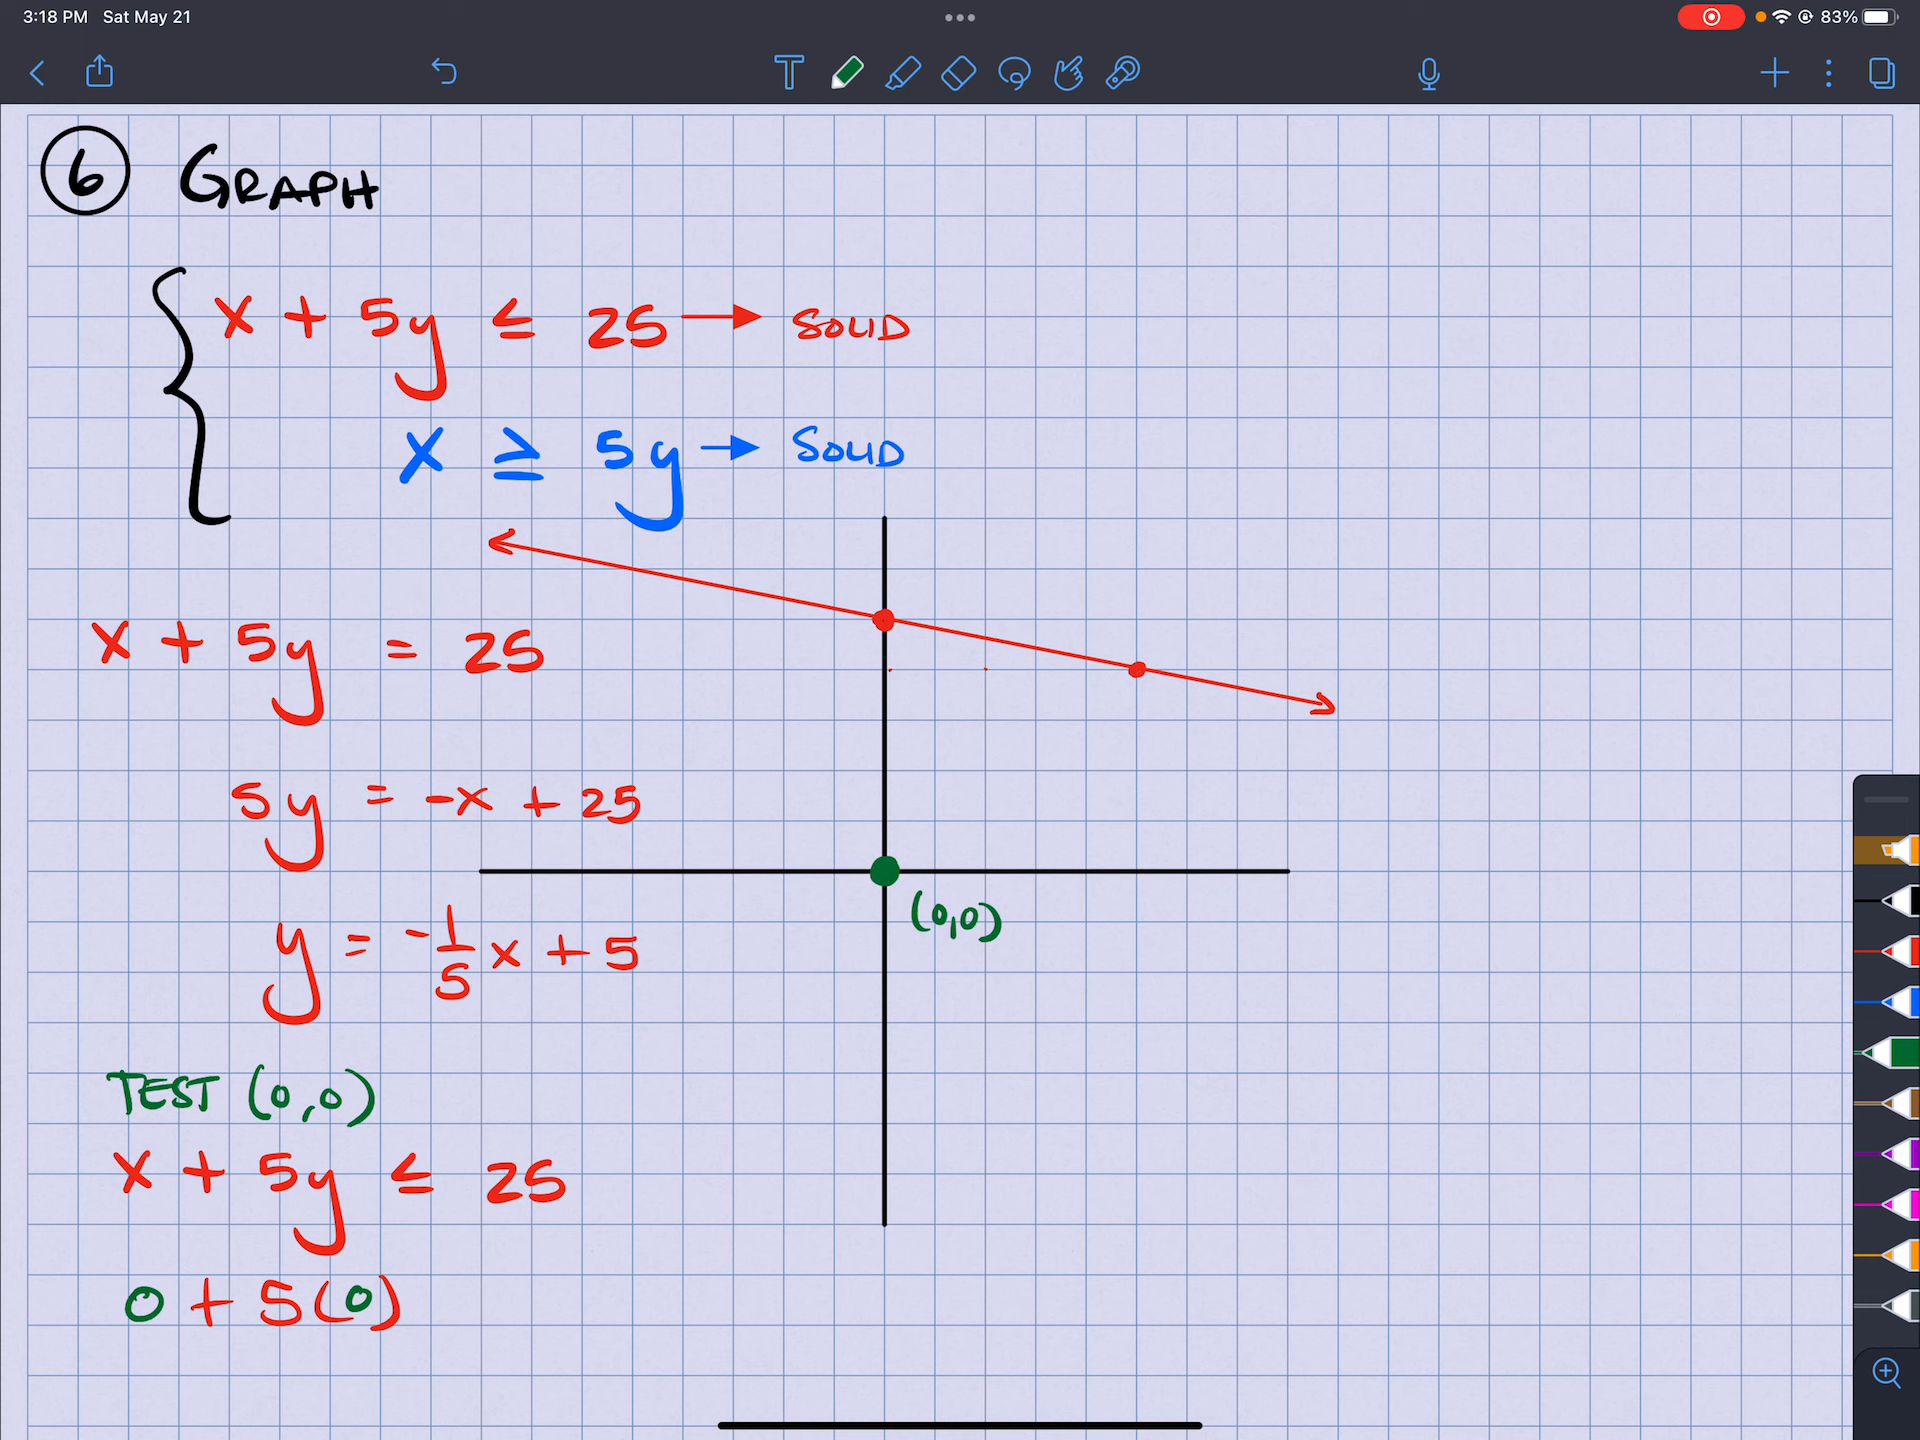 3:18 PM Sat May 21
83%
6 GRAPH
x + 5y ≤ 25 → SOLID
x ≥ 5y → SOLID
x + 5y = 25
5y = -x + 25
y = -1/5 x + 5
(0,0)
TEST (0,0)
x + 5y ≤ 25
0 + 5(0)